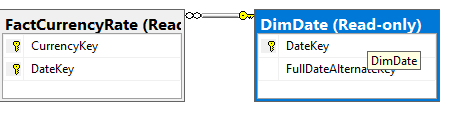 FactCurrencyRate (Read
CurrencyKey
DateKey
DimDate (Read-only)
DateKey
FullDateAlternateKey
DimDate